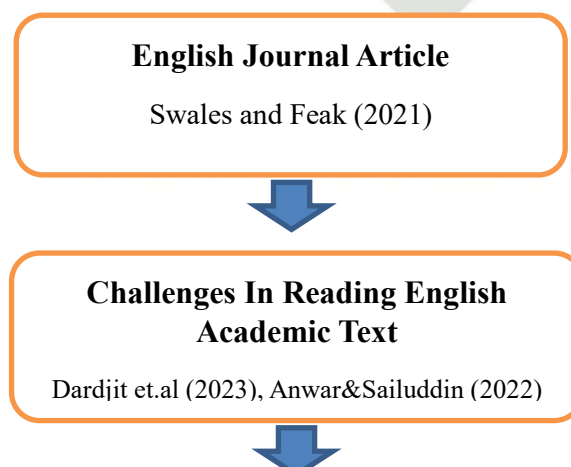 English Journal Article
Swales and Feak (2021)
Challenges In Reading English
Academic Text
Dardjit et.al (2023), Anwar&Sailuddin (2022)